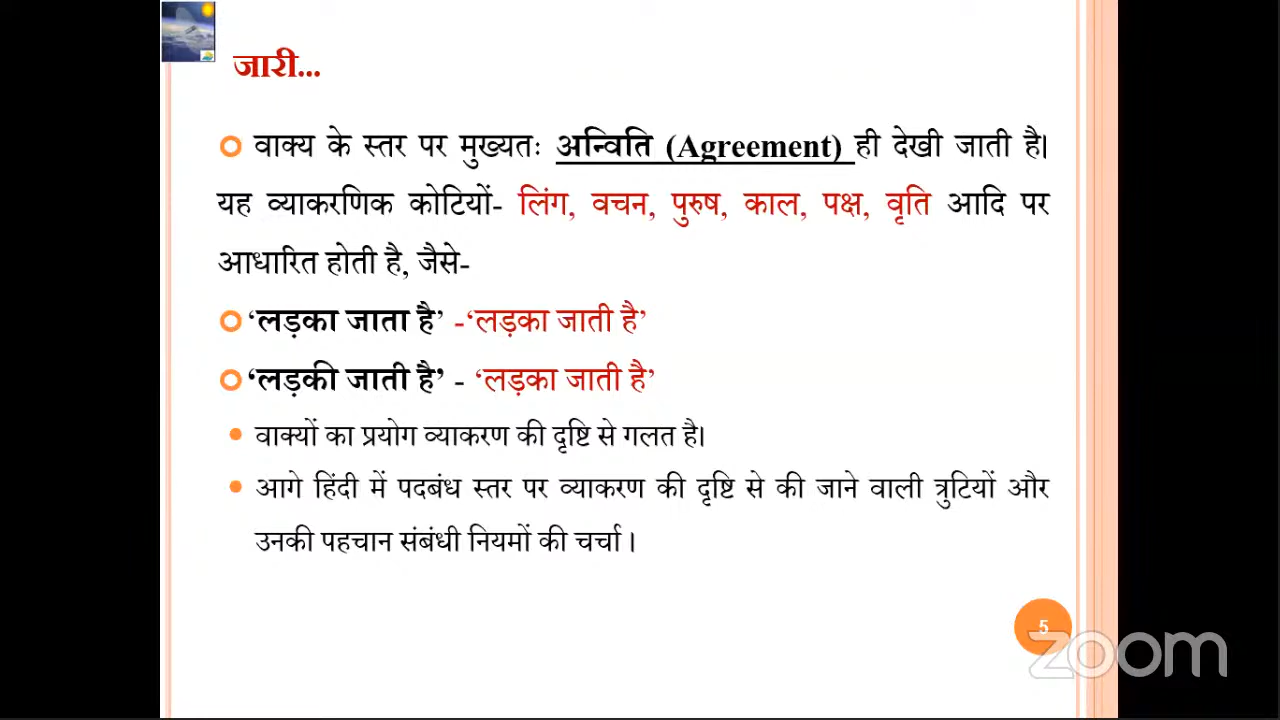 जारी...
वाक्य के स्तर पर मुख्यतः अन्विति (Agreement) ही देखी जाती है।
यह व्याकरणिक कोटियों- लिंग, वचन, पुरुष, काल, पक्ष, वृति आदि पर
आधारित होती है, जैसे-
‘लड़का जाता है’ -‘लड़का जाती है’
‘लड़की जाती है’ - ‘लड़का जाती है’
वाक्यों का प्रयोग व्याकरण की दृष्टि से गलत है।
आगे हिंदी में पदबंध स्तर पर व्याकरण की दृष्टि से की जाने वाली त्रुटियों और
उनकी पहचान संबंधी नियमों की चर्चा ।
5
zoom